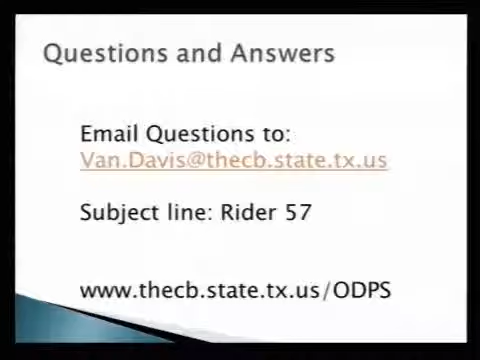 Questions and Answers
Email Questions to:
Van.Davis@thecb.state.tx.us
Subject line: Rider 57
www.thecb.state.tx.us/ODPS